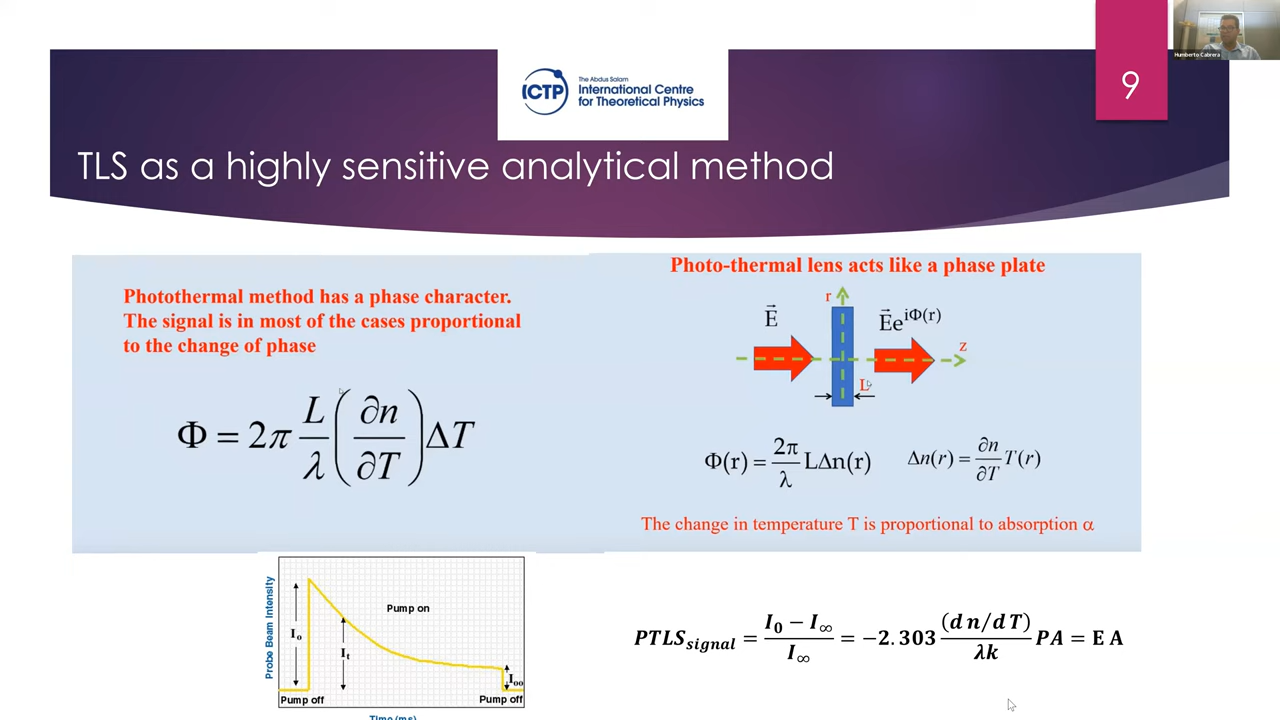 Humberto Cabrera
9
The Abdus Salam
ICTP International Centre
for Theoretical Physics
TLS as a highly sensitive analytical method
Photothermal method has a phase character.
The signal is in most of the cases proportional
to the change of phase
Φ = 2π L/λ (∂n/∂T) ΔT
Photo-thermal lens acts like a phase plate
r
E⃗
E⃗e^{iΦ(r)}
z
L
Φ(r) = 2π/λ LΔn(r)
Δn(r) = ∂n/∂T T(r)
The change in temperature T is proportional to absorption α
Probe Beam Intensity
Pump on
I₀
Iₜ
I∞
Pump off
Pump off
Time (ms)
PTLS_signal = (I₀ − I∞)/I∞ = −2.303 (dn/dT)/λk PA = E A